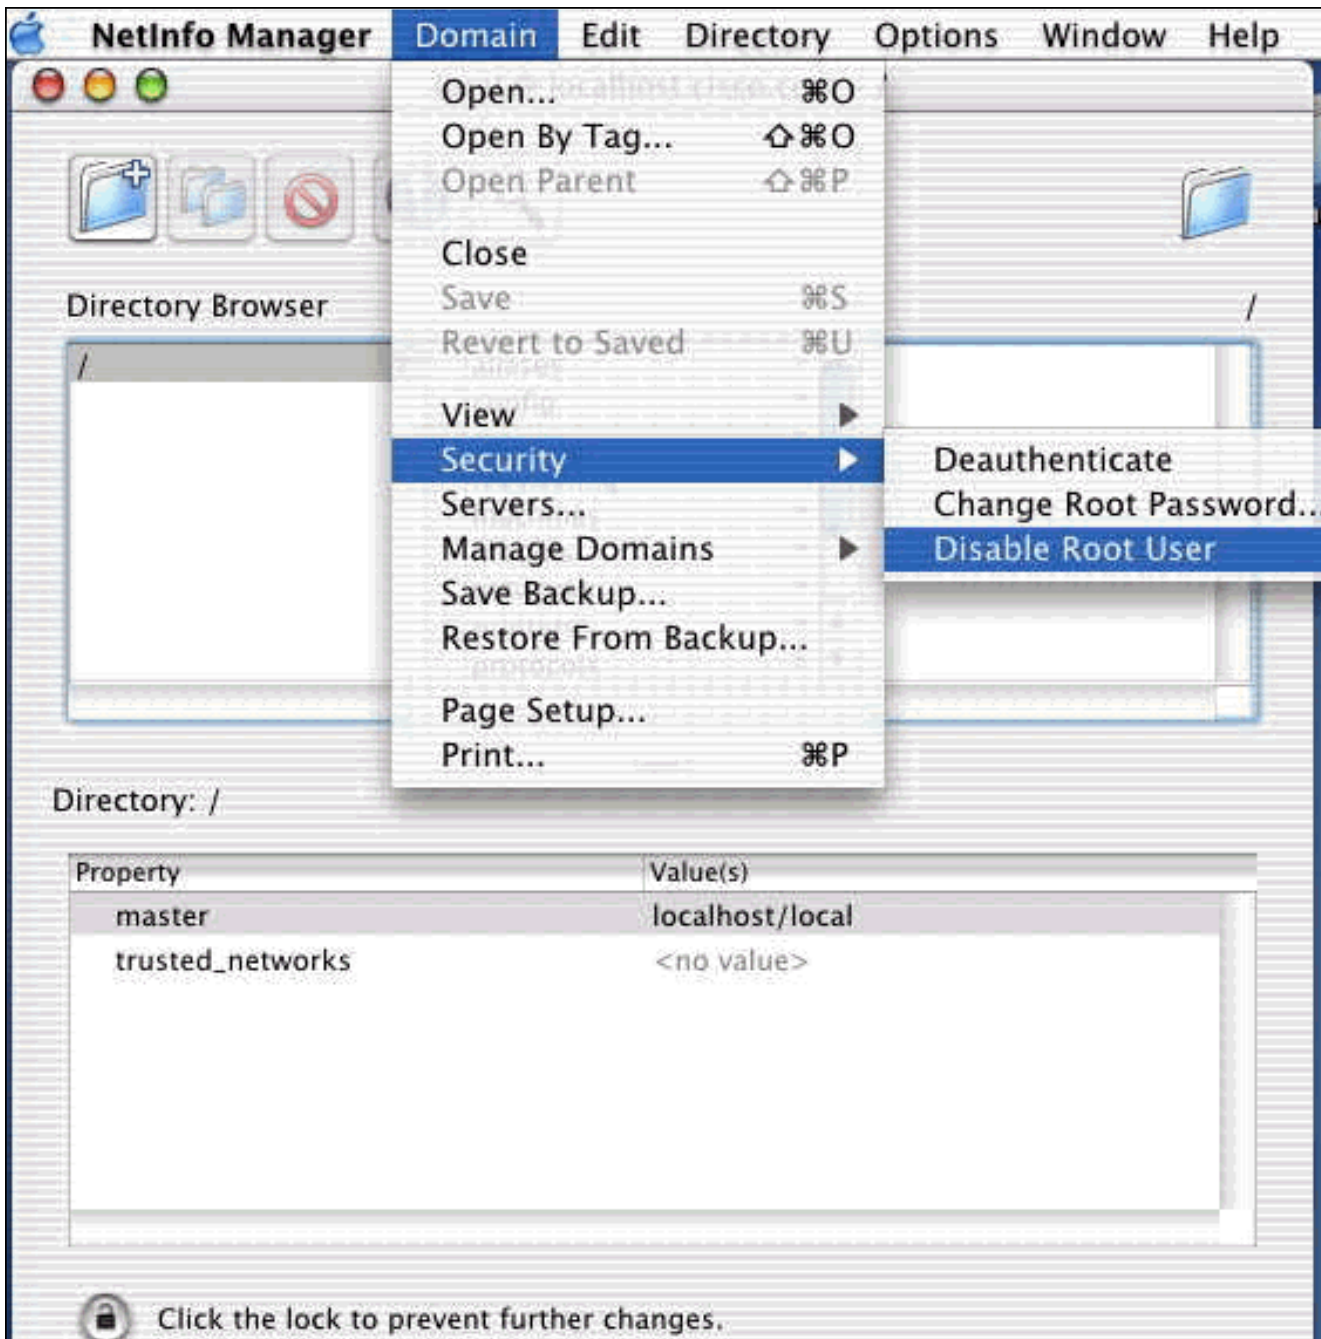 NetInfo Manager Domain Edit Directory Options Window Help
Open... ⌘O
Open By Tag... ⇧⌘O
Open Parent ⇧⌘P
Close
Save ⌘S
Revert to Saved ⌘U
View
Security
Servers...
Manage Domains
Save Backup...
Restore From Backup...
Page Setup...
Print... ⌘P
Deauthenticate
Change Root Password...
Disable Root User
Directory Browser /
/
protocols
Directory: /
Property Value(s)
master localhost/local
trusted_networks <no value>
Click the lock to prevent further changes.